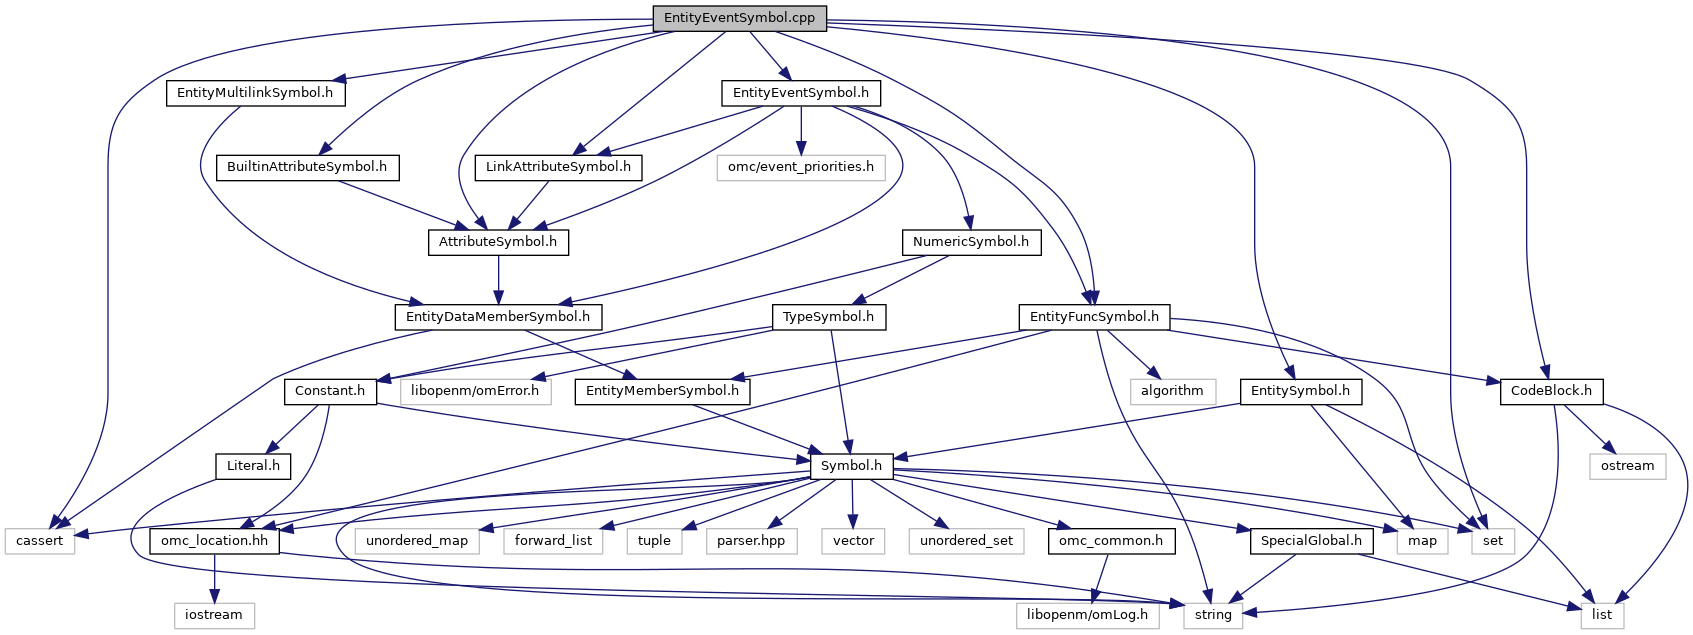 EntityEventSymbol.cpp
EntityMultilinkSymbol.h
EntityEventSymbol.h
BuiltinAttributeSymbol.h
LinkAttributeSymbol.h
omc/event_priorities.h
AttributeSymbol.h
NumericSymbol.h
EntityDataMemberSymbol.h
TypeSymbol.h
EntityFuncSymbol.h
Constant.h
libopenm/omError.h
EntityMemberSymbol.h
algorithm
EntitySymbol.h
CodeBlock.h
Literal.h
Symbol.h
ostream
cassert
omc_location.hh
unordered_map
forward_list
tuple
parser.hpp
vector
unordered_set
omc_common.h
SpecialGlobal.h
map
set
iostream
libopenm/omLog.h
string
list